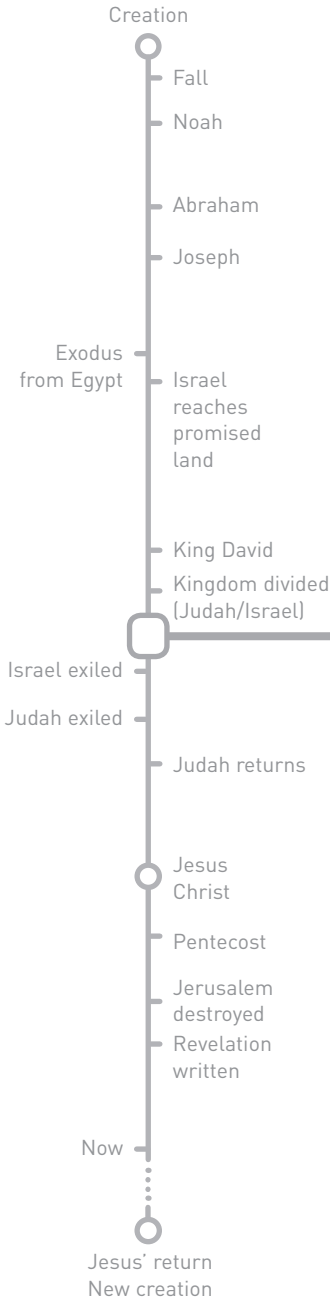 Creation
Fall
Noah
Abraham
Joseph
Exodus
from Egypt
Israel
reaches
promised
land
King David
Kingdom divided
(Judah/Israel)
Israel exiled
Judah exiled
Judah returns
Jesus
Christ
Pentecost
Jerusalem
destroyed
Revelation
written
Now
Jesus’ return
New creation